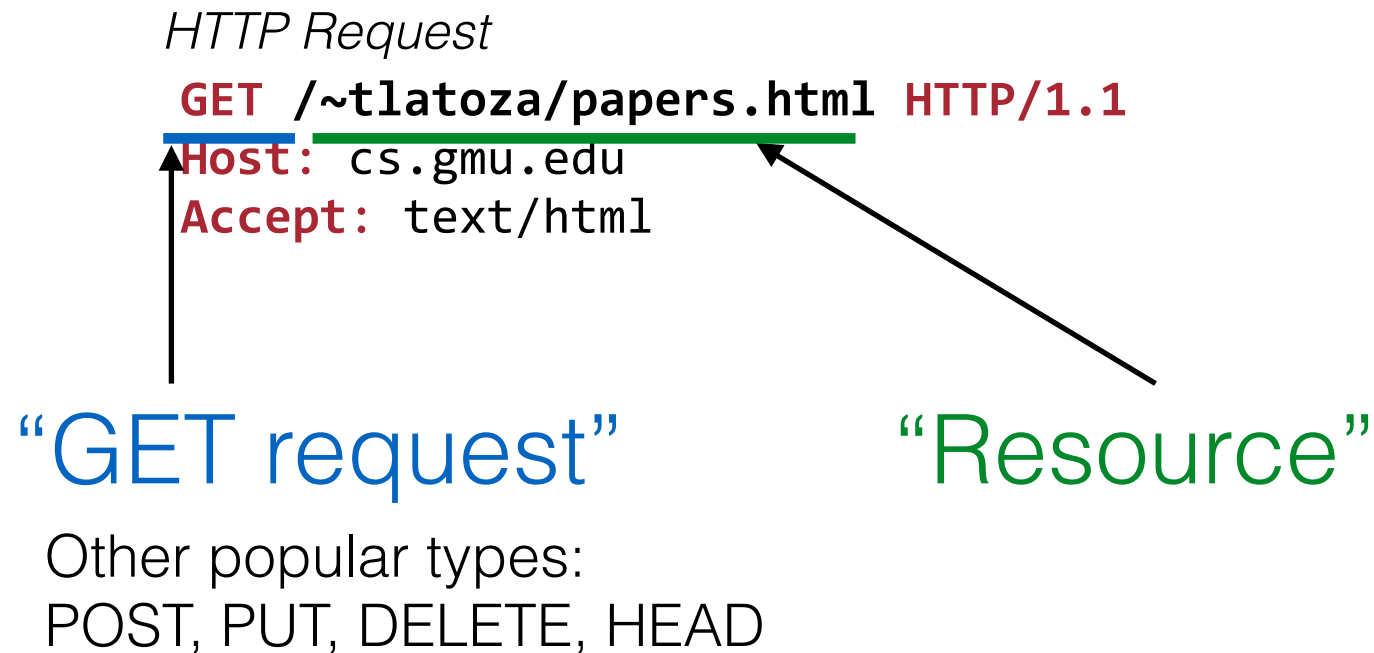 HTTP Request
GET /~tlatoza/papers.html HTTP/1.1
Host: cs.gmu.edu
Accept: text/html
“GET request”
“Resource”
Other popular types:
POST, PUT, DELETE, HEAD